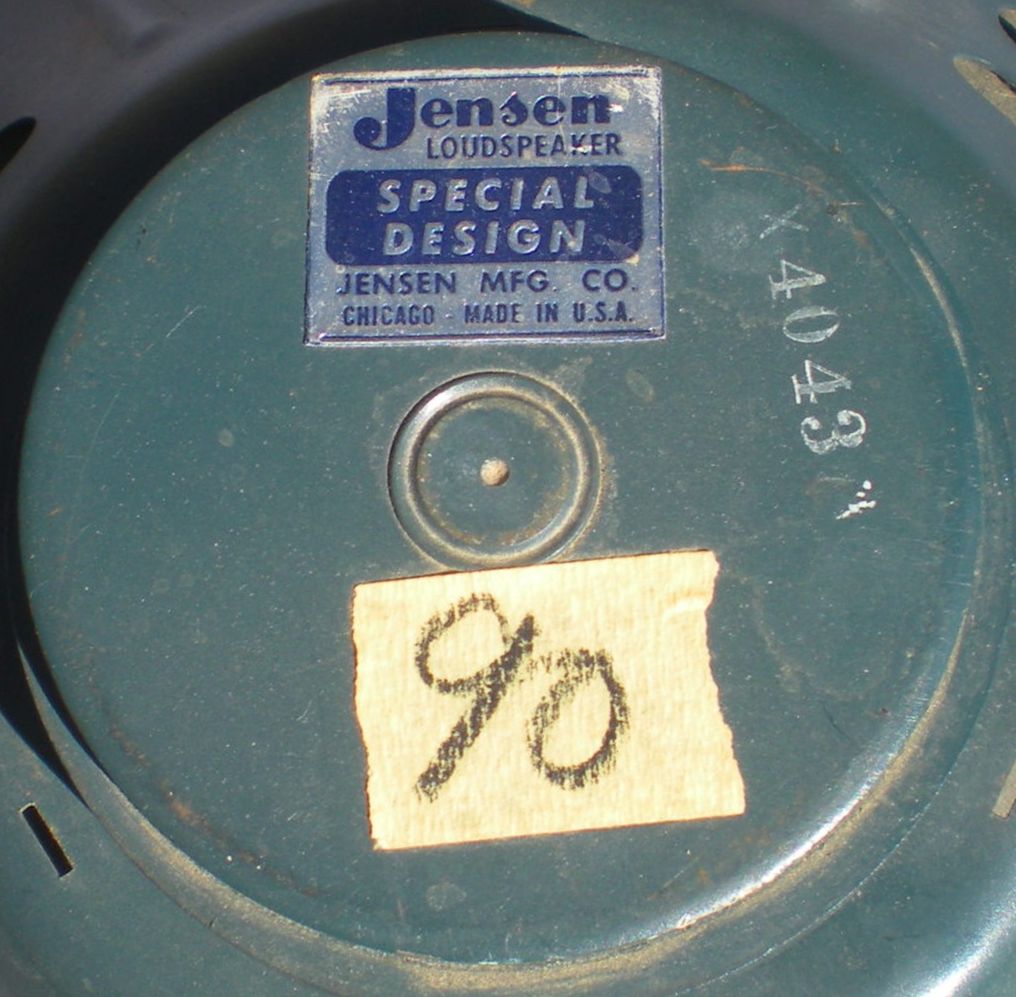 Jensen
LOUDSPEAKER
SPECIAL
DESIGN
JENSEN MFG. CO.
CHICAGO - MADE IN U.S.A.
X4043
90